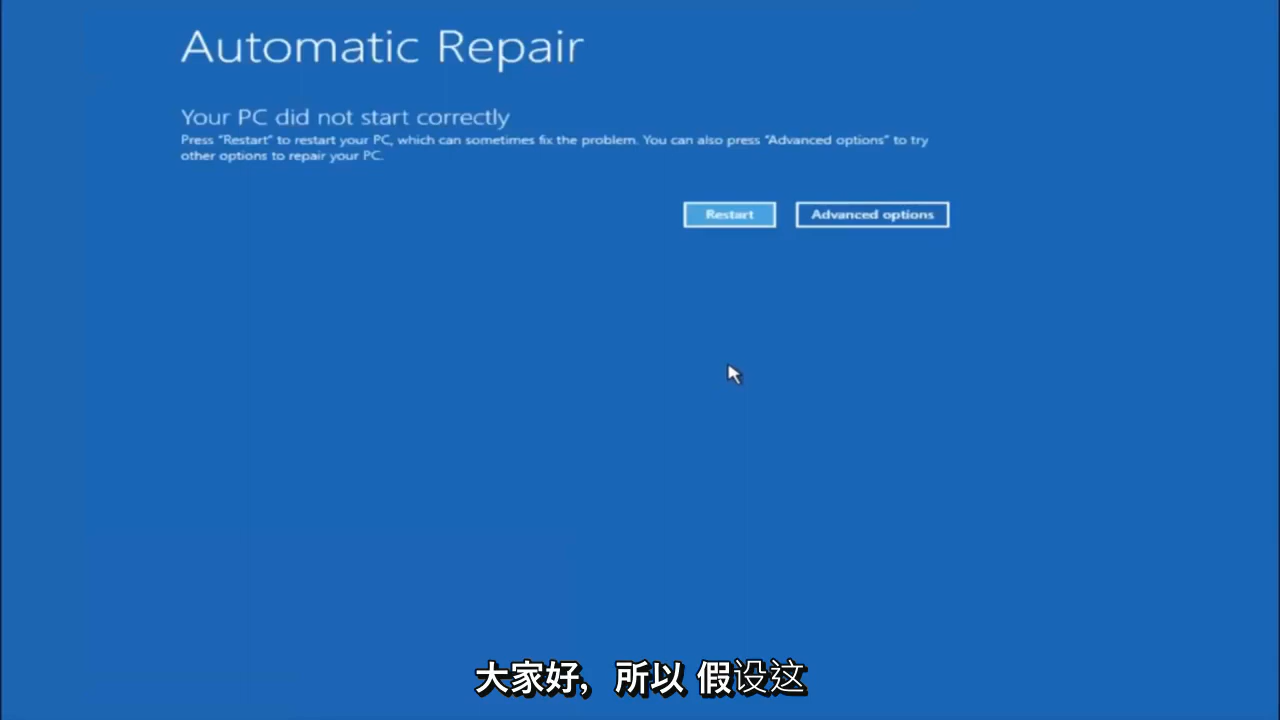 Automatic Repair
Your PC did not start correctly
Press "Restart" to restart your PC, which can sometimes fix the problem. You can also press "Advanced options" to try
other options to repair your PC.
Restart
Advanced options
大家好，所以 假设这